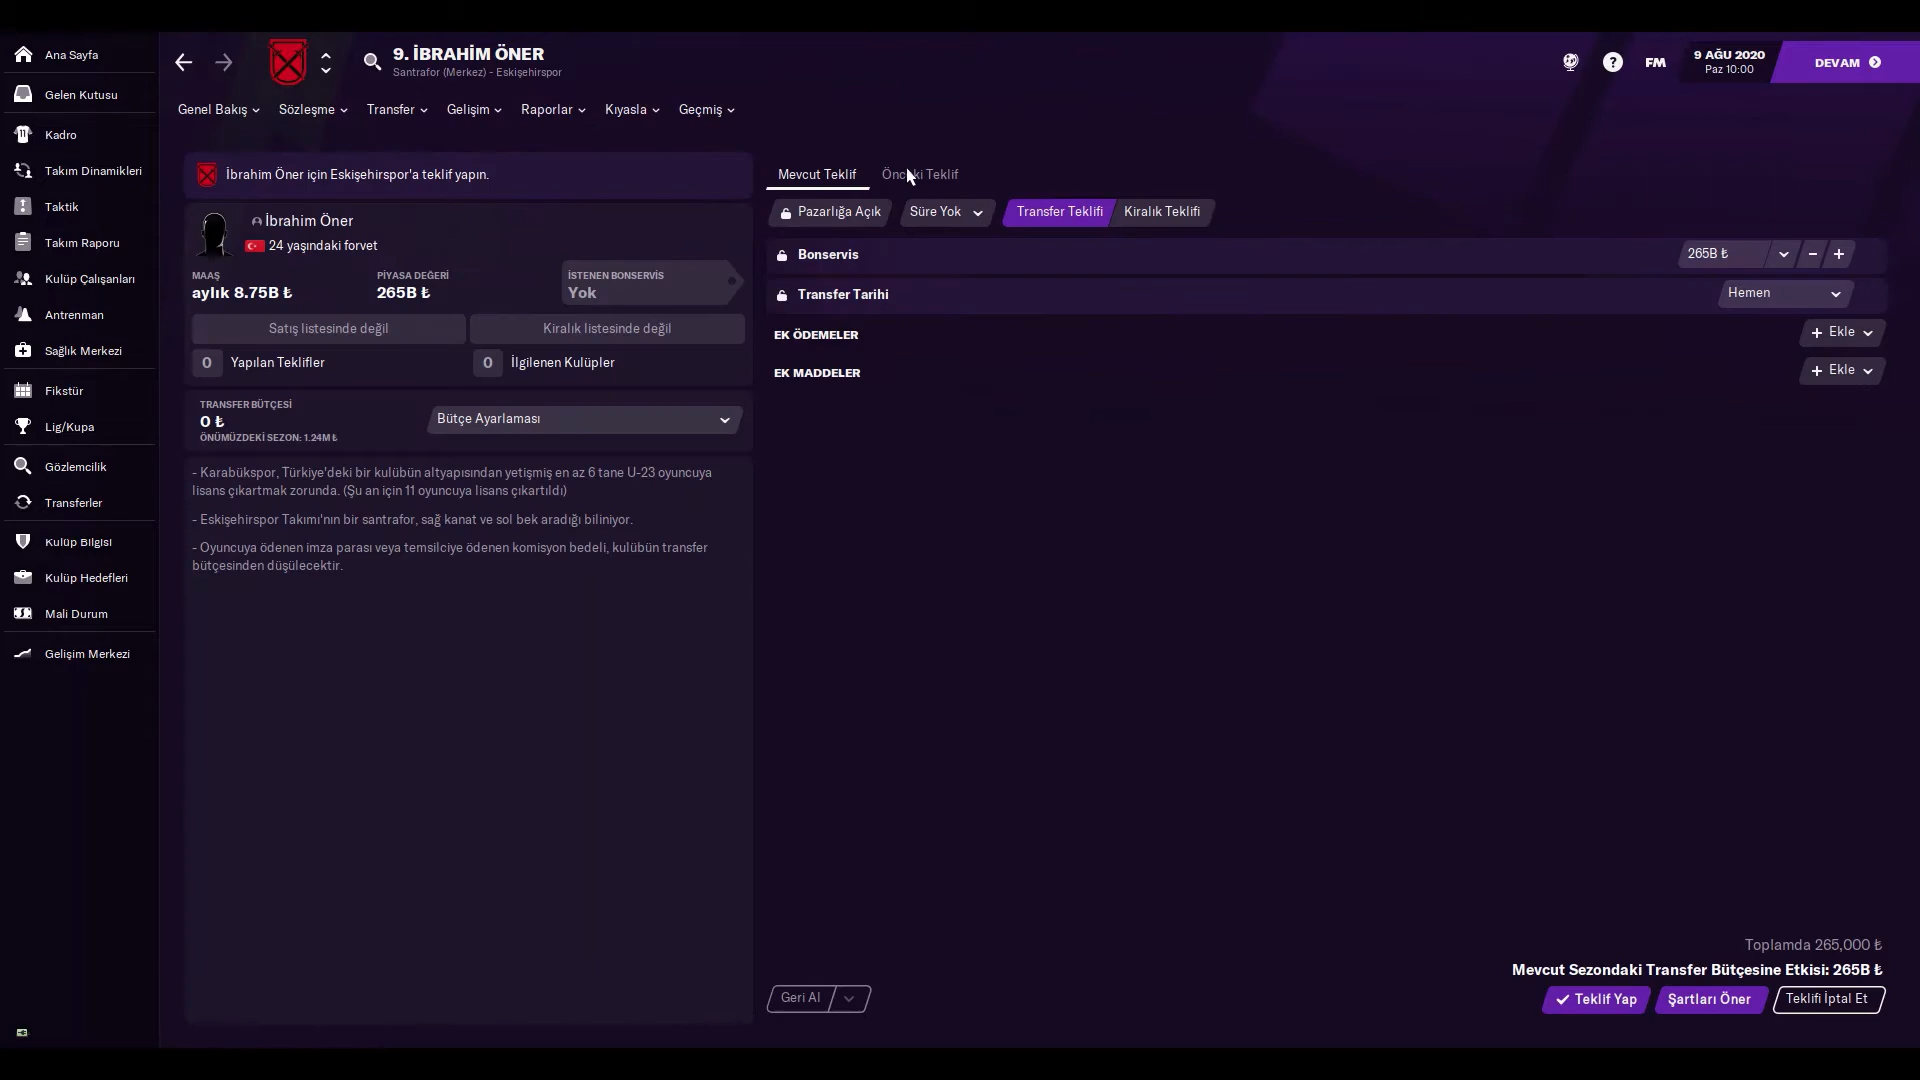 Ana Sayfa
Gelen Kutusu
Kadro
Takım Dinamikleri
Taktik
Takım Raporu
Kulüp Çalışanları
Antrenman
Sağlık Merkezi
Fikstür
Lig/Kupa
Gözlemcilik
Transferler
Kulüp Bilgisi
Kulüp Hedefleri
Mali Durum
Gelişim Merkezi
9. İBRAHİM ÖNER
Santrafor (Merkez) - Eskişehirspor
FM
9 AĞU 2020
Paz 10:00
DEVAM
Genel Bakış Sözleşme Transfer Gelişim Raporlar Kıyasla Geçmiş
İbrahim Öner için Eskişehirspor'a teklif yapın.
İbrahim Öner
24 yaşındaki forvet
MAAŞ
aylık 8.75B ₺
PİYASA DEĞERİ
265B ₺
İSTENEN BONSERVİS
Yok
Satış listesinde değil
Kiralık listesinde değil
0 Yapılan Teklifler
0 İlgilenen Kulüpler
TRANSFER BÜTÇESİ
0 ₺
ÖNÜMÜZDEKİ SEZON: 1.24M ₺
Bütçe Ayarlaması
- Karabükspor, Türkiye'deki bir kulübün altyapısından yetişmiş en az 6 tane U-23 oyuncuya
lisans çıkartmak zorunda. (Şu an için 11 oyuncuya lisans çıkartıldı)
- Eskişehirspor Takımı'nın bir santrafor, sağ kanat ve sol bek aradığı biliniyor.
- Oyuncuya ödenen imza parası veya temsilciye ödenen komisyon bedeli, kulübün transfer
bütçesinden düşülecektir.
Mevcut Teklif Önceki Teklif
Pazarlığa Açık Süre Yok Transfer Teklifi Kiralık Teklifi
Bonservis 265B ₺ - +
Transfer Tarihi Hemen
EK ÖDEMELER + Ekle
EK MADDELER + Ekle
Toplamda 265,000 ₺
Mevcut Sezondaki Transfer Bütçesine Etkisi: 265B ₺
Geri Al
Teklif Yap Şartları Öner Teklifi İptal Et